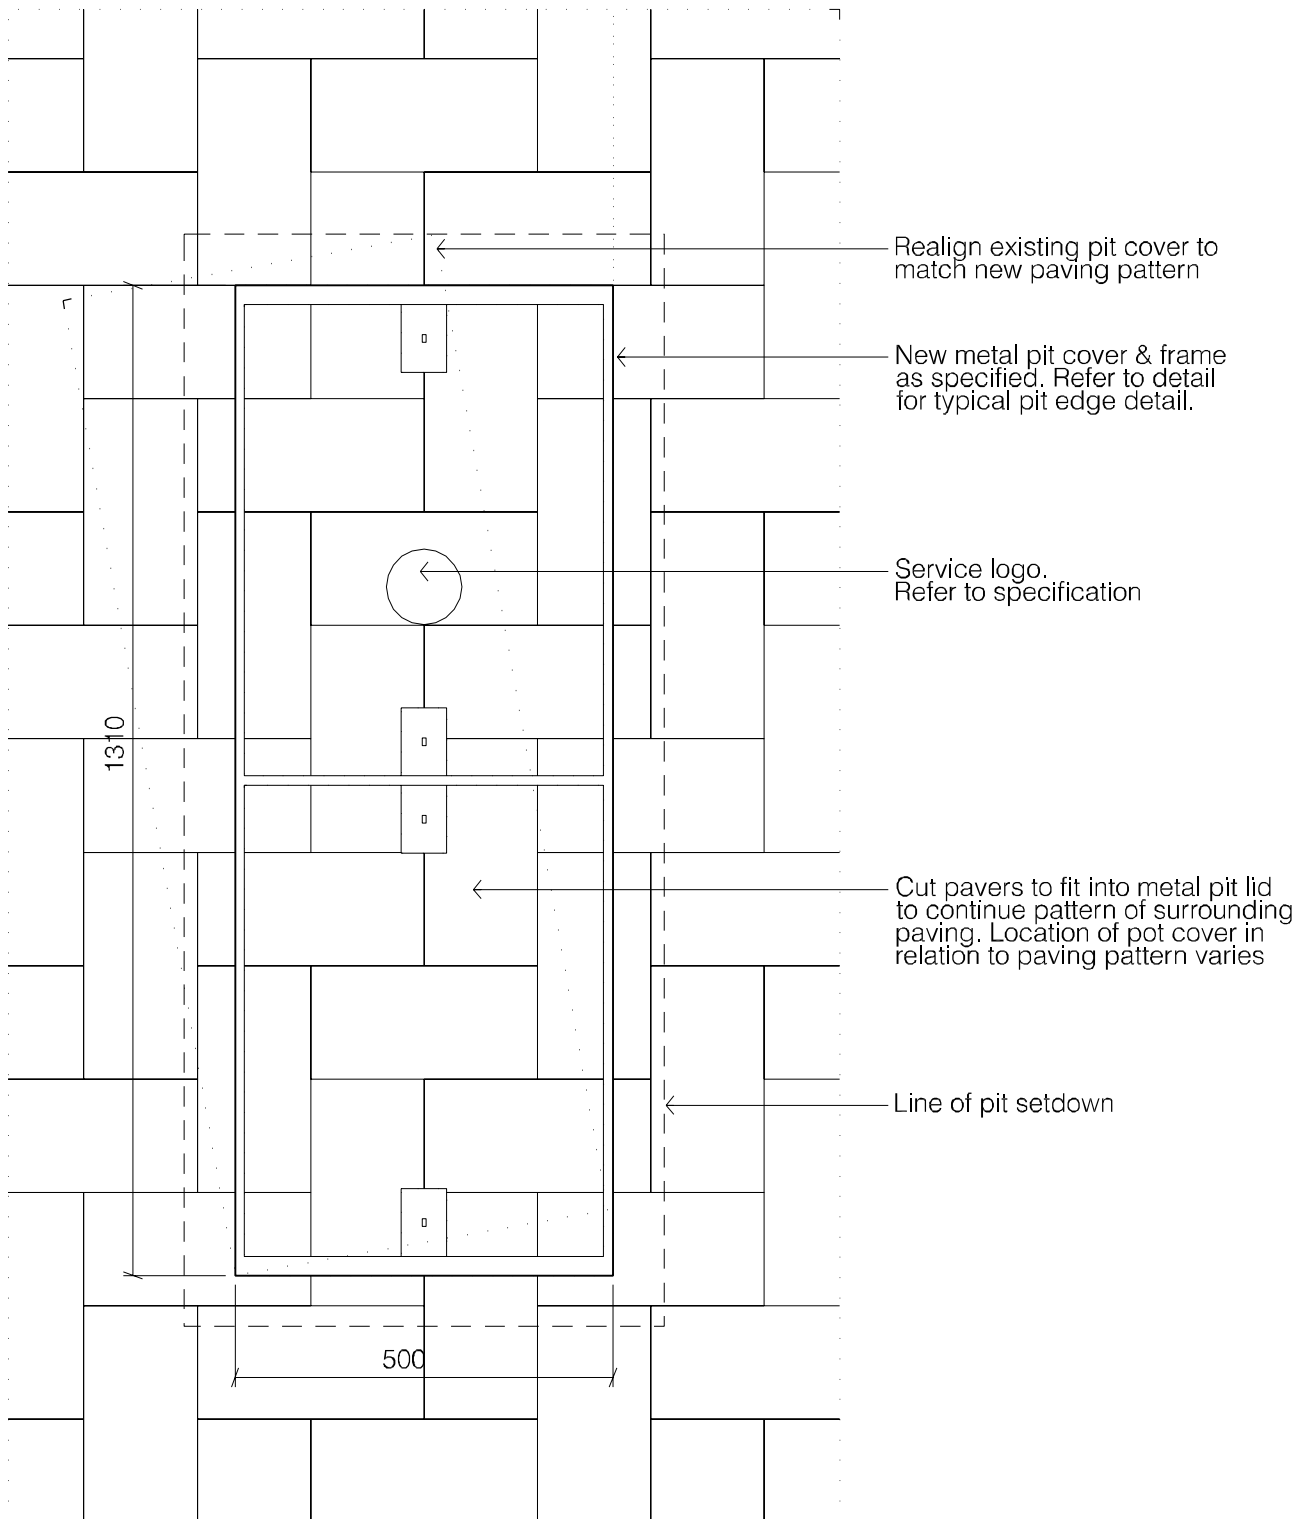 Realign existing pit cover to
match new paving pattern
New metal pit cover & frame
as specified. Refer to detail
for typical pit edge detail.
Service logo.
Refer to specification
1310
Cut pavers to fit into metal pit lid
to continue pattern of surrounding
paving. Location of pot cover in
relation to paving pattern varies
Line of pit setdown
500